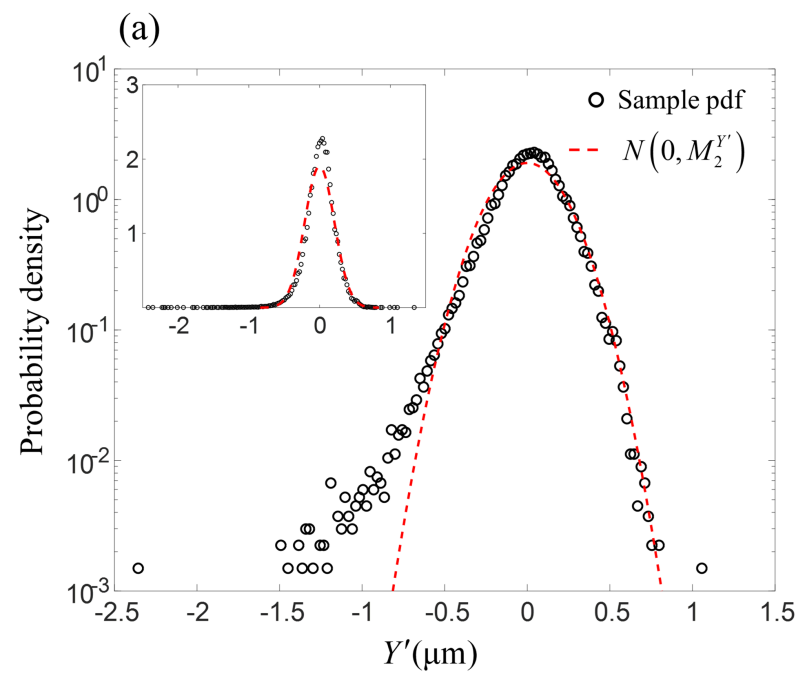 (a)
Probability density
10^1
10^0
10^-1
10^-2
10^-3
-2.5 -2 -1.5 -1 -0.5 0 0.5 1 1.5
Y′(μm)
Sample pdf
N(0, M_2^{Y′})
3
2
1
-2 -1 0 1